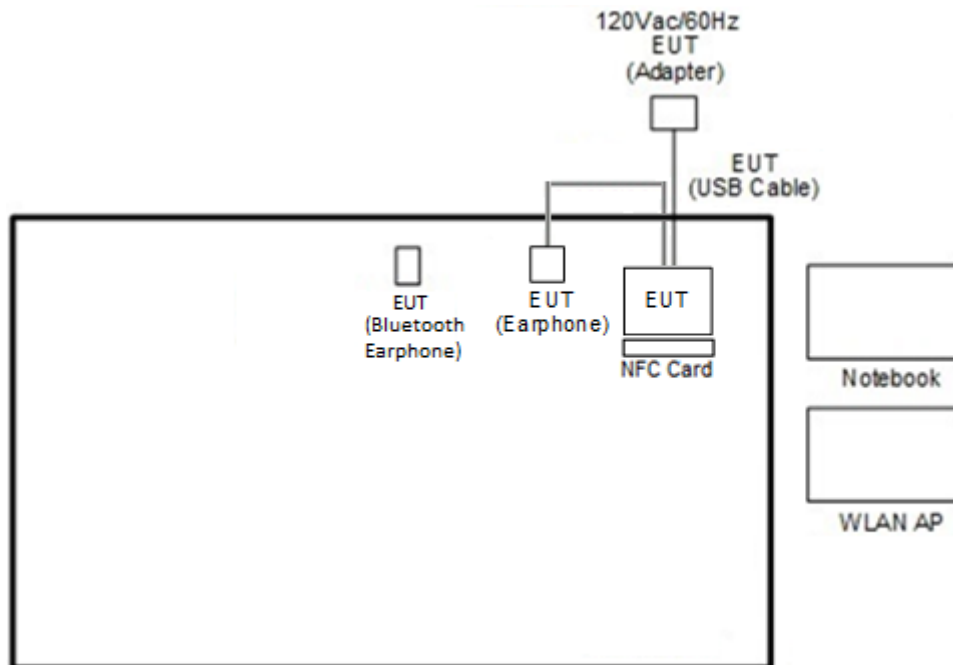 120Vac/60Hz
EUT
(Adapter)
EUT
(USB Cable)
EUT
(Bluetooth
Earphone)
EUT
(Earphone)
EUT
NFC Card
Notebook
WLAN AP